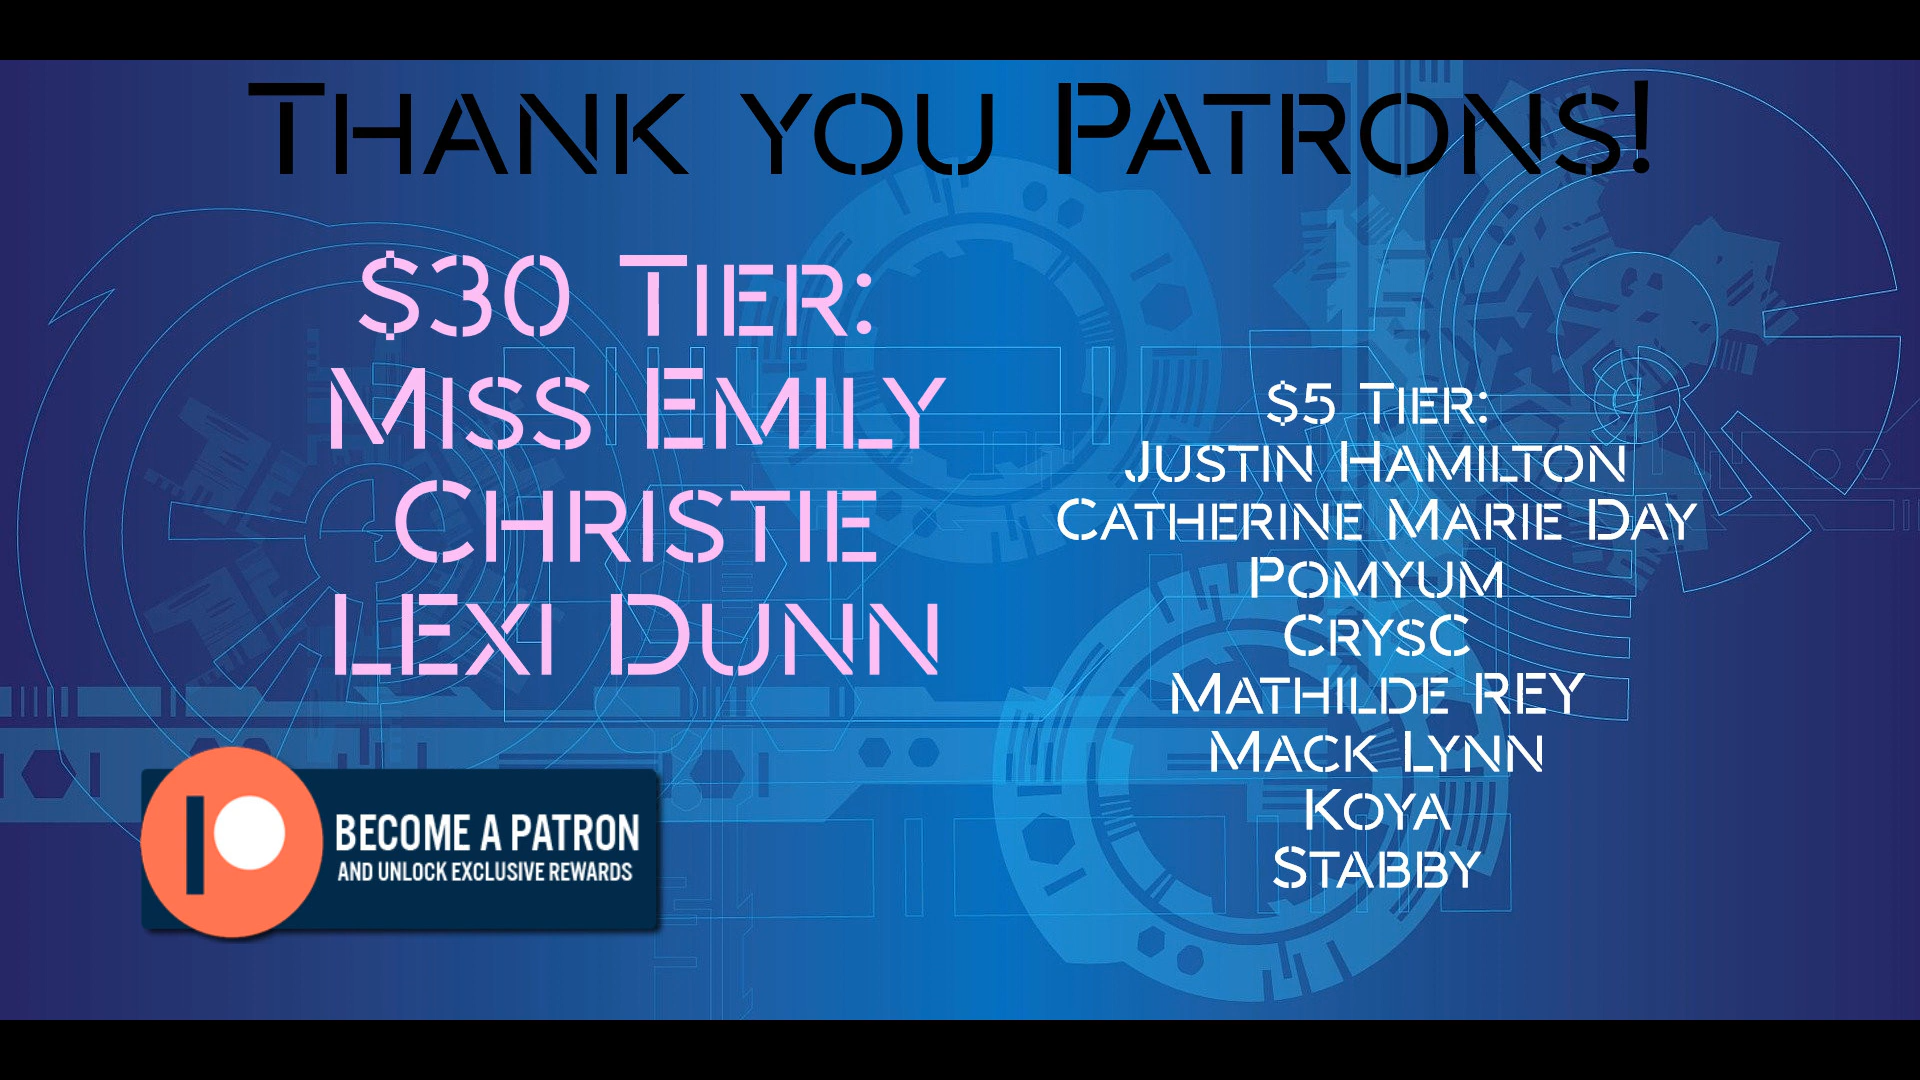 Thank you Patrons!
$30 Tier:
Miss Emily
Christie
LExi Dunn
$5 Tier:
Justin Hamilton
Catherine Marie Day
Pomyum
CrysC
Mathilde REY
Mack Lynn
Koya
Stabby
BECOME A PATRON
AND UNLOCK EXCLUSIVE REWARDS